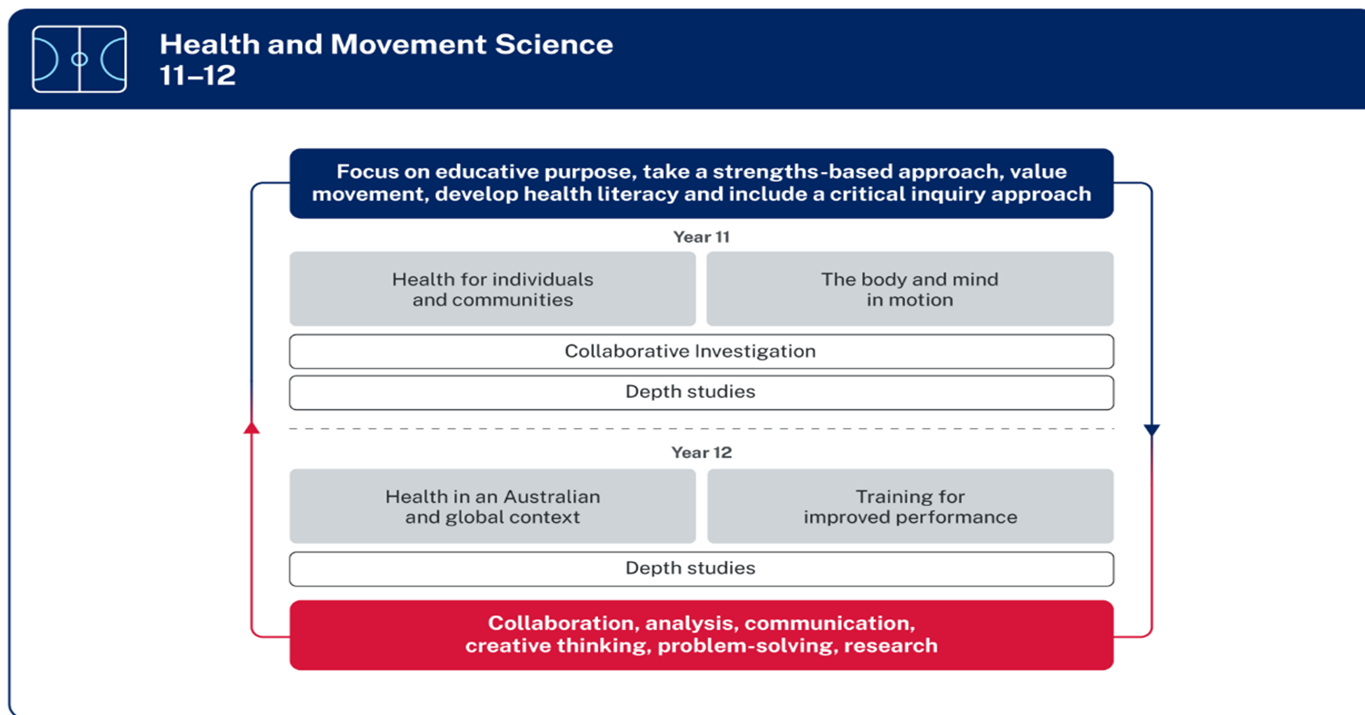 Health and Movement Science
11–12
Focus on educative purpose, take a strengths-based approach, value
movement, develop health literacy and include a critical inquiry approach
Year 11
Health for individuals
and communities
The body and mind
in motion
Collaborative Investigation
Depth studies
Year 12
Health in an Australian
and global context
Training for
improved performance
Depth studies
Collaboration, analysis, communication,
creative thinking, problem-solving, research